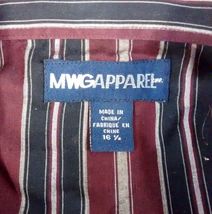 MWGAPPAREL
MADE IN
CHINA/
FABRIQUE EN
CHINE
16 ½